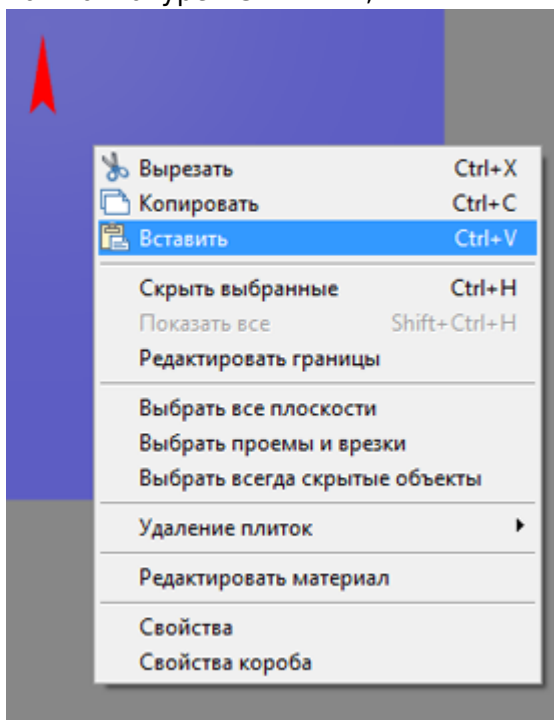 Вырезать Ctrl+X
Копировать Ctrl+C
Вставить Ctrl+V
Скрыть выбранные Ctrl+H
Показать все Shift+Ctrl+H
Редактировать границы
Выбрать все плоскости
Выбрать проемы и врезки
Выбрать всегда скрытые объекты
Удаление плиток
Редактировать материал
Свойства
Свойства короба